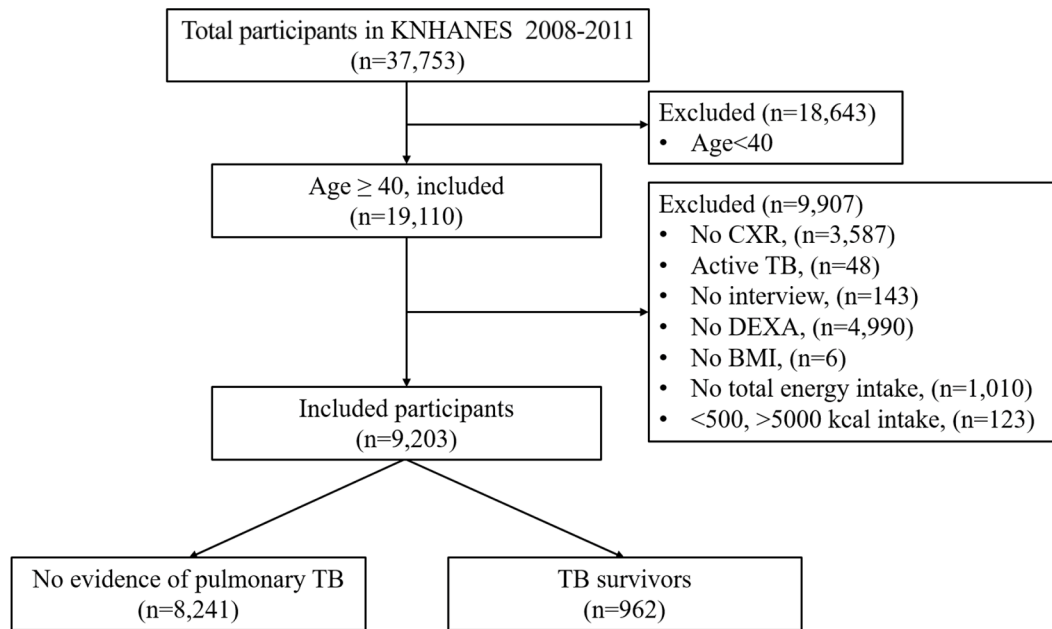 Total participants in KNHANES 2008-2011
(n=37,753)
Excluded (n=18,643)
• Age<40
Age ≥ 40, included
(n=19,110)
Excluded (n=9,907)
• No CXR, (n=3,587)
• Active TB, (n=48)
• No interview, (n=143)
• No DEXA, (n=4,990)
• No BMI, (n=6)
• No total energy intake, (n=1,010)
• <500, >5000 kcal intake, (n=123)
Included participants
(n=9,203)
No evidence of pulmonary TB
(n=8,241)
TB survivors
(n=962)